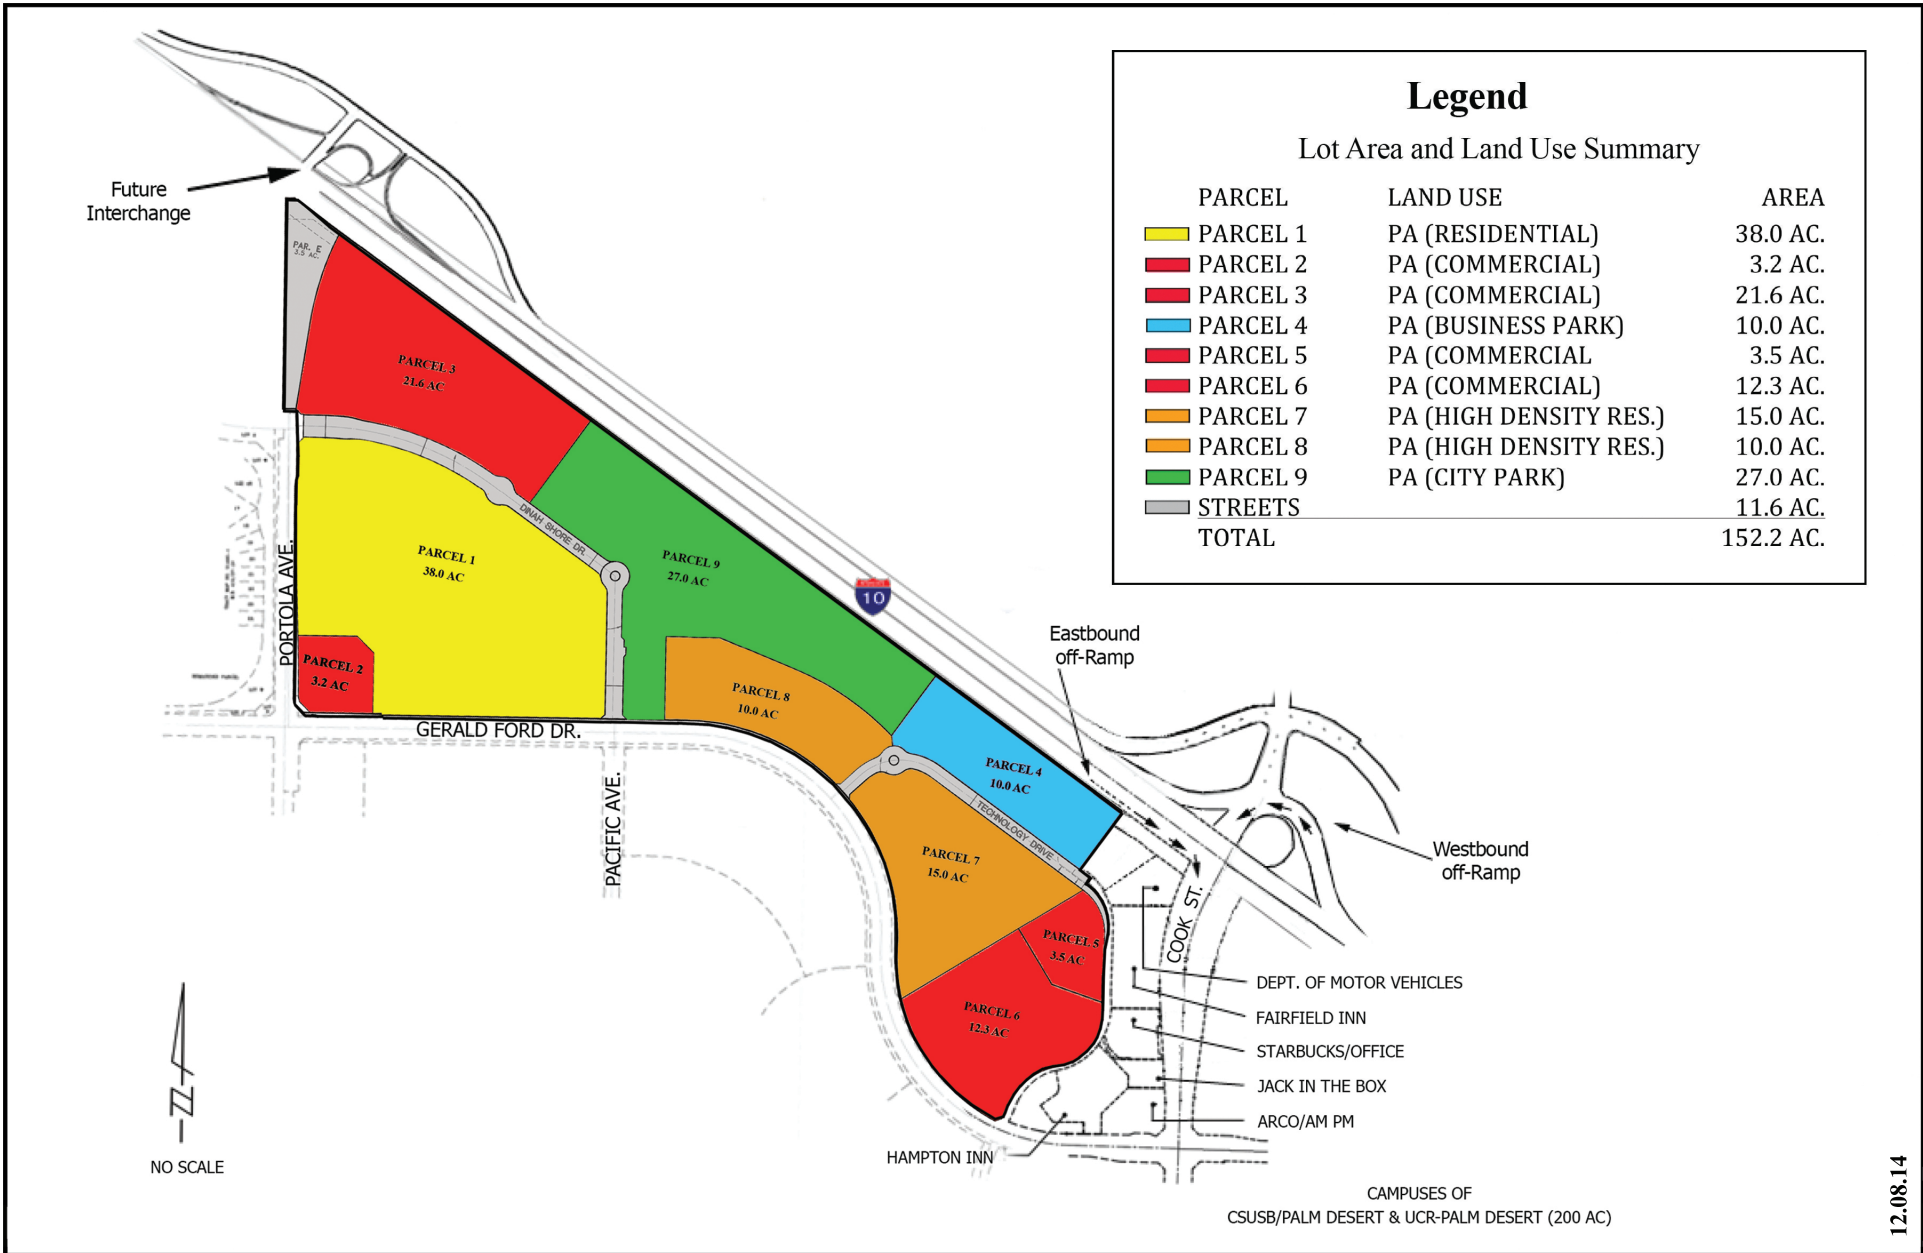 Legend
Lot Area and Land Use Summary
PARCEL LAND USE AREA
PARCEL 1 PA (RESIDENTIAL) 38.0 AC.
PARCEL 2 PA (COMMERCIAL) 3.2 AC.
PARCEL 3 PA (COMMERCIAL) 21.6 AC.
PARCEL 4 PA (BUSINESS PARK) 10.0 AC.
PARCEL 5 PA (COMMERCIAL 3.5 AC.
PARCEL 6 PA (COMMERCIAL) 12.3 AC.
PARCEL 7 PA (HIGH DENSITY RES.) 15.0 AC.
PARCEL 8 PA (HIGH DENSITY RES.) 10.0 AC.
PARCEL 9 PA (CITY PARK) 27.0 AC.
STREETS 11.6 AC.
TOTAL 152.2 AC.
Future
Interchange
PAR. E
3.5 AC.
PARCEL 3
21.6 AC
DINAH SHORE DR.
PARCEL 1
38.0 AC
PARCEL 9
27.0 AC
10
PORTOLA AVE.
PARCEL 2
3.2 AC
GERALD FORD DR.
PARCEL 8
10.0 AC
Eastbound
off-Ramp
PARCEL 4
10.0 AC
TECHNOLOGY DRIVE
PACIFIC AVE.
PARCEL 7
15.0 AC
Westbound
off-Ramp
COOK ST.
PARCEL 5
3.5 AC
PARCEL 6
12.3 AC
DEPT. OF MOTOR VEHICLES
FAIRFIELD INN
STARBUCKS/OFFICE
JACK IN THE BOX
ARCO/AM PM
HAMPTON INN
NO SCALE
CAMPUSES OF
CSUSB/PALM DESERT & UCR-PALM DESERT (200 AC)
12.08.14